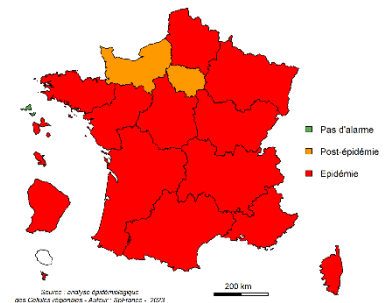 Pas d'alarme
Post-épidémie
Epidémie
200 km
Source : analyse épidémiologique
des Cellules régionales - Auteur : SpFrance - 2023